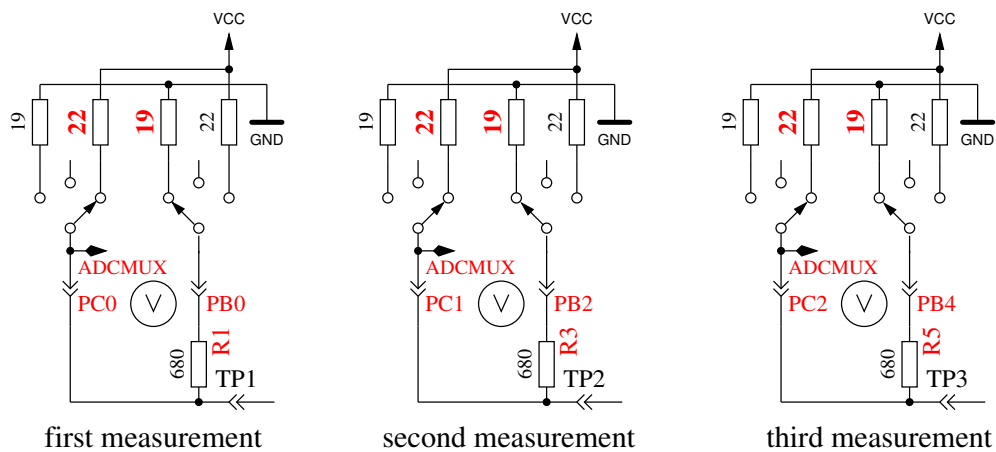 VCC
VCC
VCC
19
22
19
22
GND
19
22
19
22
GND
19
22
19
22
GND
ADCMUX
ADCMUX
ADCMUX
PC0
V
PB0
PC1
V
PB2
PC2
V
PB4
680
R1
680
R3
680
R5
TP1
TP2
TP3
first measurement
second measurement
third measurement